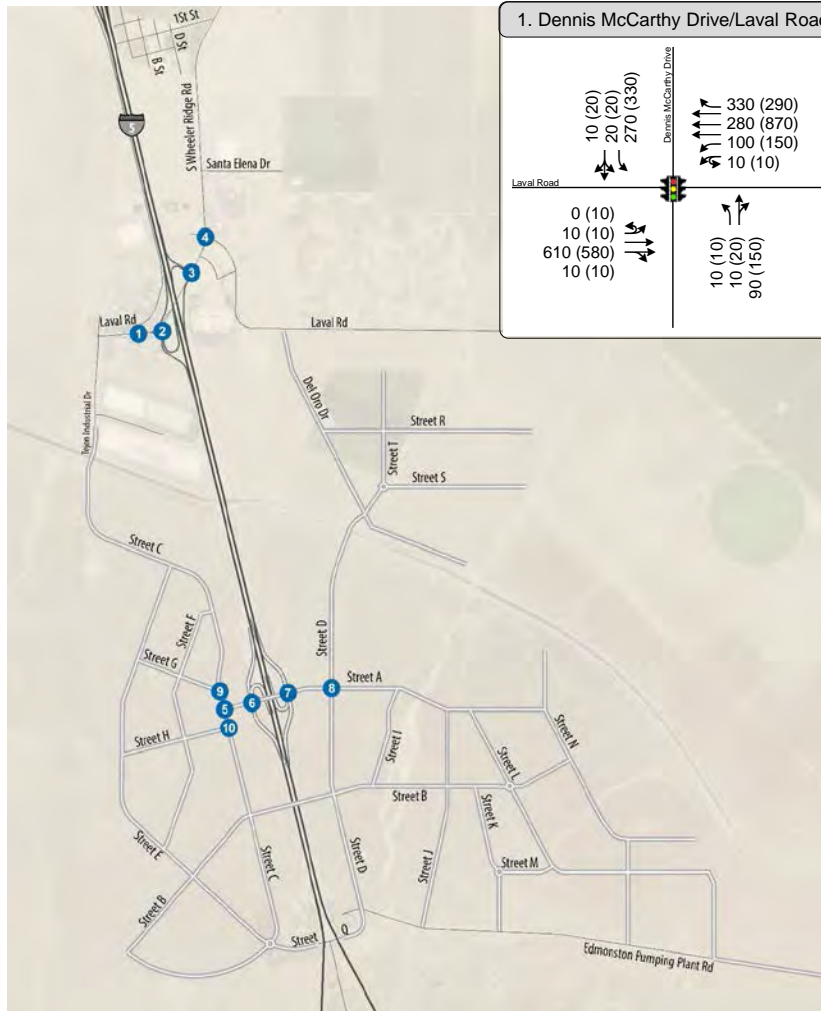 1St St
D St
B St
5
S Wheeler Ridge Rd
Santa Elena Dr
4
3
Laval Rd
1
2
Laval Rd
Tejon Industrial Dr
Del Oro Dr
Street R
Street T
Street S
Street C
Street F
Street D
Street G
9
5
6
7
8
Street A
10
Street H
Street I
Street N
Street L
Street B
Street K
Street E
Street C
Street D
Street J
Street M
Street B
Street Q
Edmonston Pumping Plant Rd
1. Dennis McCarthy Drive/Laval Road
Dennis McCarthy Drive
10 (20)
20 (20)
270 (330)
330 (290)
280 (870)
100 (150)
10 (10)
Laval Road
0 (10)
10 (10)
610 (580)
10 (10)
10 (10)
10 (20)
90 (150)